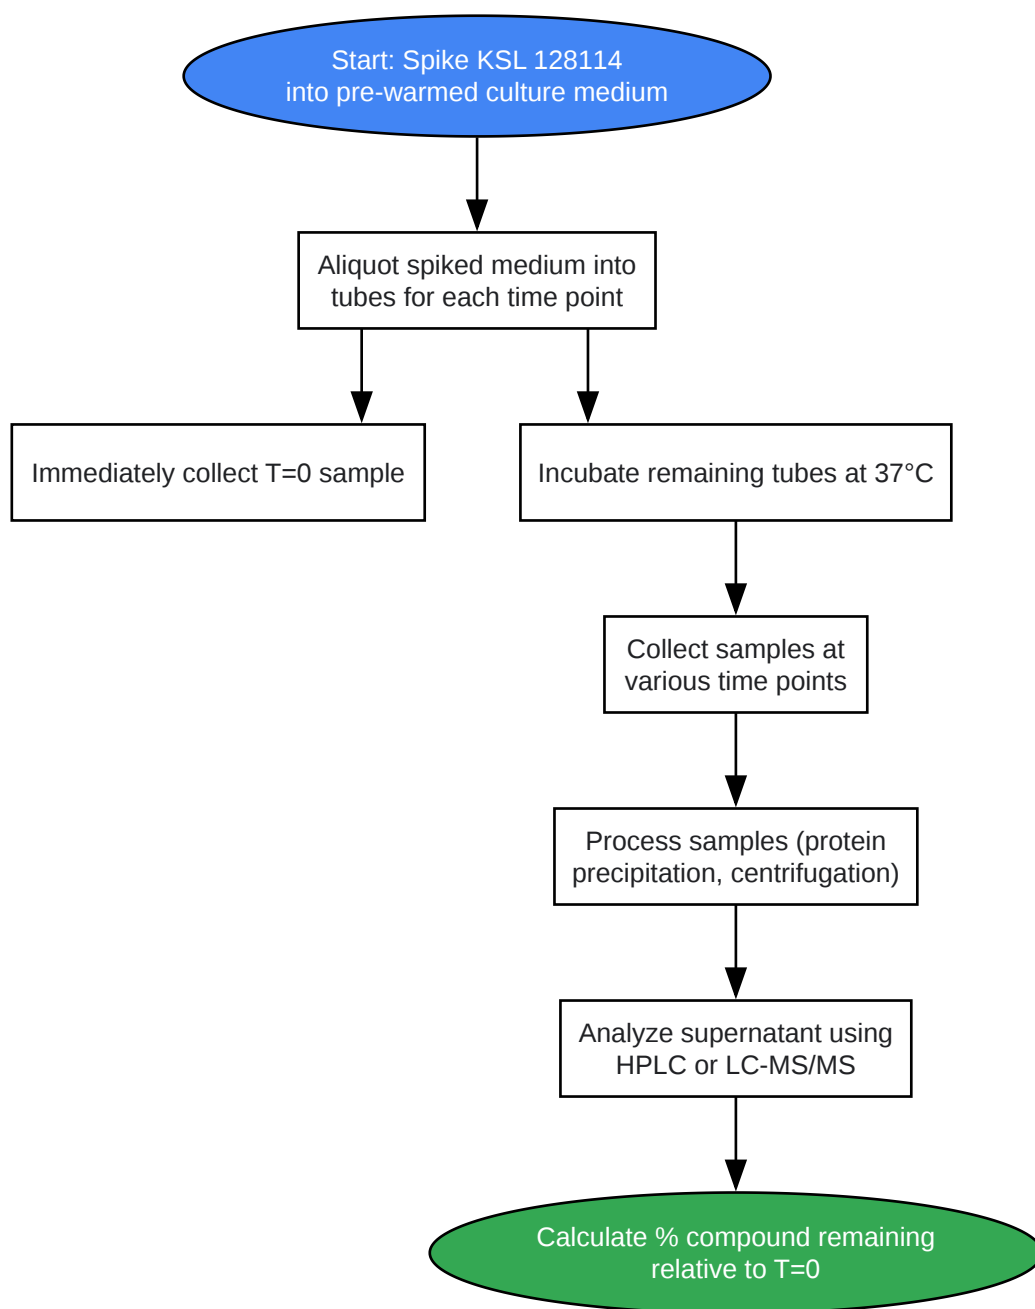 Start: Spike KSL 128114
into pre-warmed culture medium
Aliquot spiked medium into
tubes for each time point
Immediately collect T=0 sample
Incubate remaining tubes at 37°C
Collect samples at
various time points
Process samples (protein
precipitation, centrifugation)
Analyze supernatant using
HPLC or LC-MS/MS
Calculate % compound remaining
relative to T=0